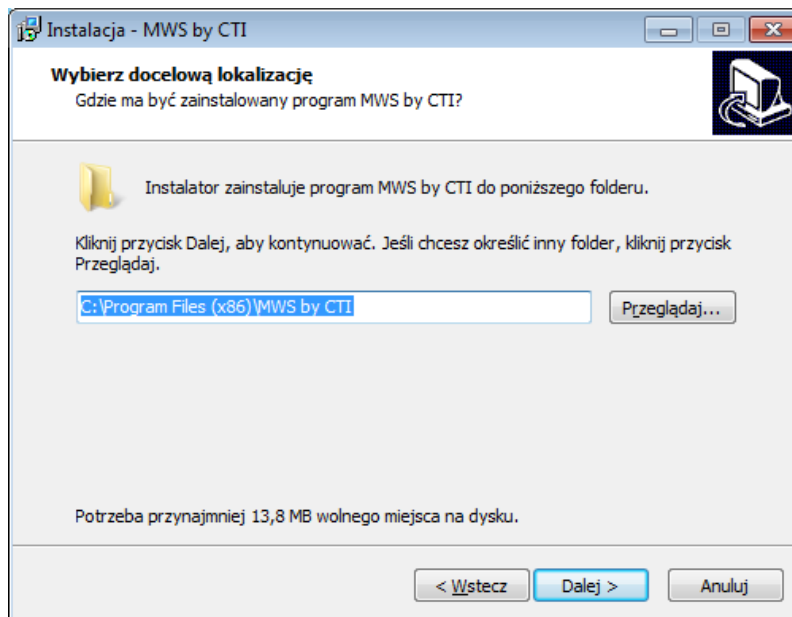 Instalacja - MWS by CTI
Wybierz docelową lokalizację
Gdzie ma być zainstalowany program MWS by CTI?
Instalator zainstaluje program MWS by CTI do poniższego folderu.
Kliknij przycisk Dalej, aby kontynuować. Jeśli chcesz określić inny folder, kliknij przycisk
Przeglądaj.
C:\Program Files (x86)\MWS by CTI
Przeglądaj...
Potrzeba przynajmniej 13,8 MB wolnego miejsca na dysku.
< Wstecz
Dalej >
Anuluj